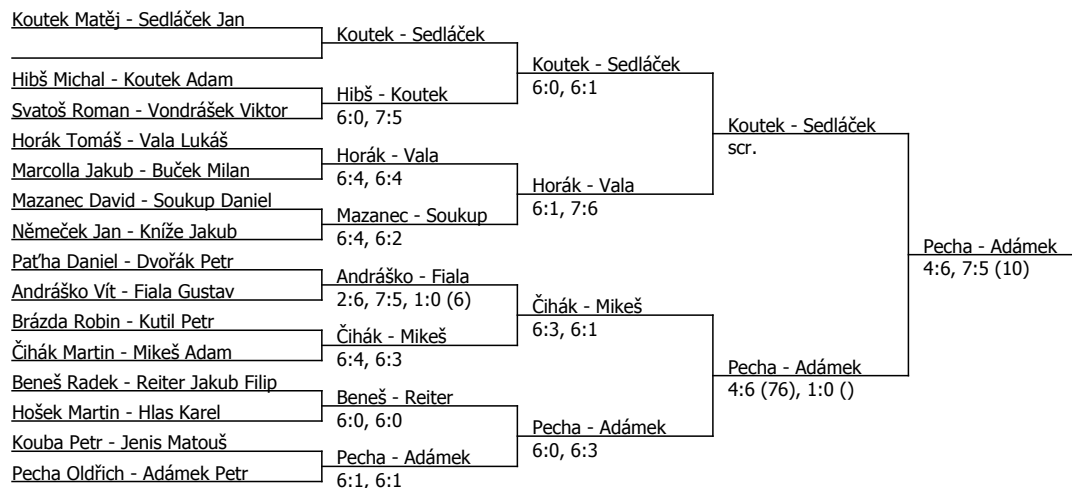 Koutek Matěj - Sedláček Jan
Hibš Michal - Koutek Adam
Svatoš Roman - Vondrášek Viktor
Horák Tomáš - Vala Lukáš
Marcolla Jakub - Buček Milan
Mazanec David - Soukup Daniel
Němeček Jan - Kníže Jakub
Paťha Daniel - Dvořák Petr
Andráško Vít - Fiala Gustav
Brázda Robin - Kutil Petr
Čihák Martin - Mikeš Adam
Beneš Radek - Reiter Jakub Filip
Hošek Martin - Hlas Karel
Kouba Petr - Jenis Matouš
Pecha Oldřich - Adámek Petr
Koutek - Sedláček
Hibš - Koutek
6:0, 7:5
Horák - Vala
6:4, 6:4
Mazanec - Soukup
6:4, 6:2
Andráško - Fiala
2:6, 7:5, 1:0 (6)
Čihák - Mikeš
6:4, 6:3
Beneš - Reiter
6:0, 6:0
Pecha - Adámek
6:1, 6:1
Koutek - Sedláček
6:0, 6:1
Horák - Vala
6:1, 7:6
Čihák - Mikeš
6:3, 6:1
Pecha - Adámek
6:0, 6:3
Koutek - Sedláček
scr.
Pecha - Adámek
4:6 (76), 1:0 ()
Pecha - Adámek
4:6, 7:5 (10)